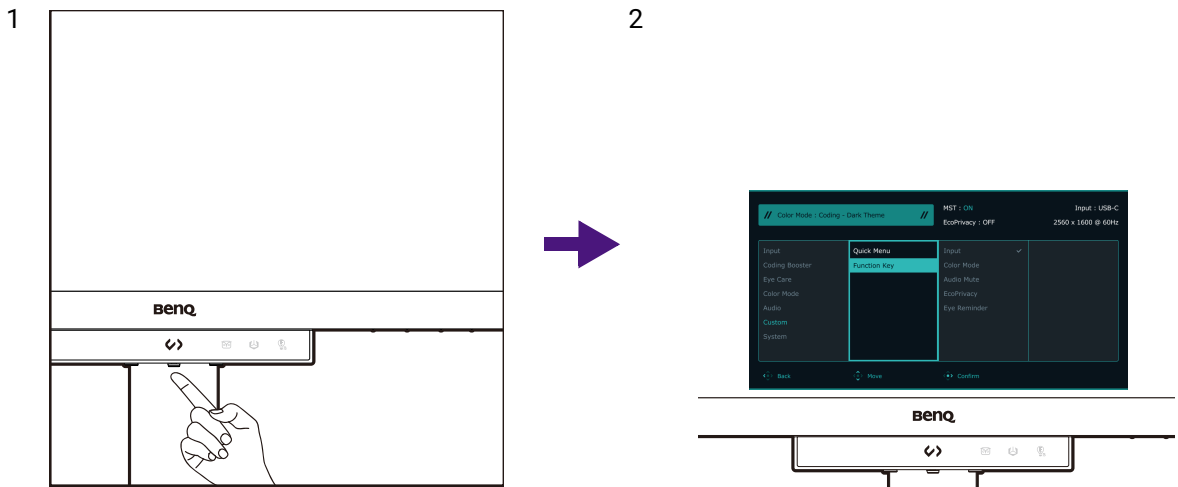 1
BenQ
2
// Color Mode : Coding - Dark Theme //
MST : ON
Input : USB-C
EcoPrivacy : OFF
2560 x 1600 @ 60Hz
Input
Coding Booster
Eye Care
Color Mode
Audio
Custom
System
Quick Menu
Function Key
Input
Color Mode
Audio Mute
EcoPrivacy
Eye Reminder
Back
Move
Confirm
BenQ